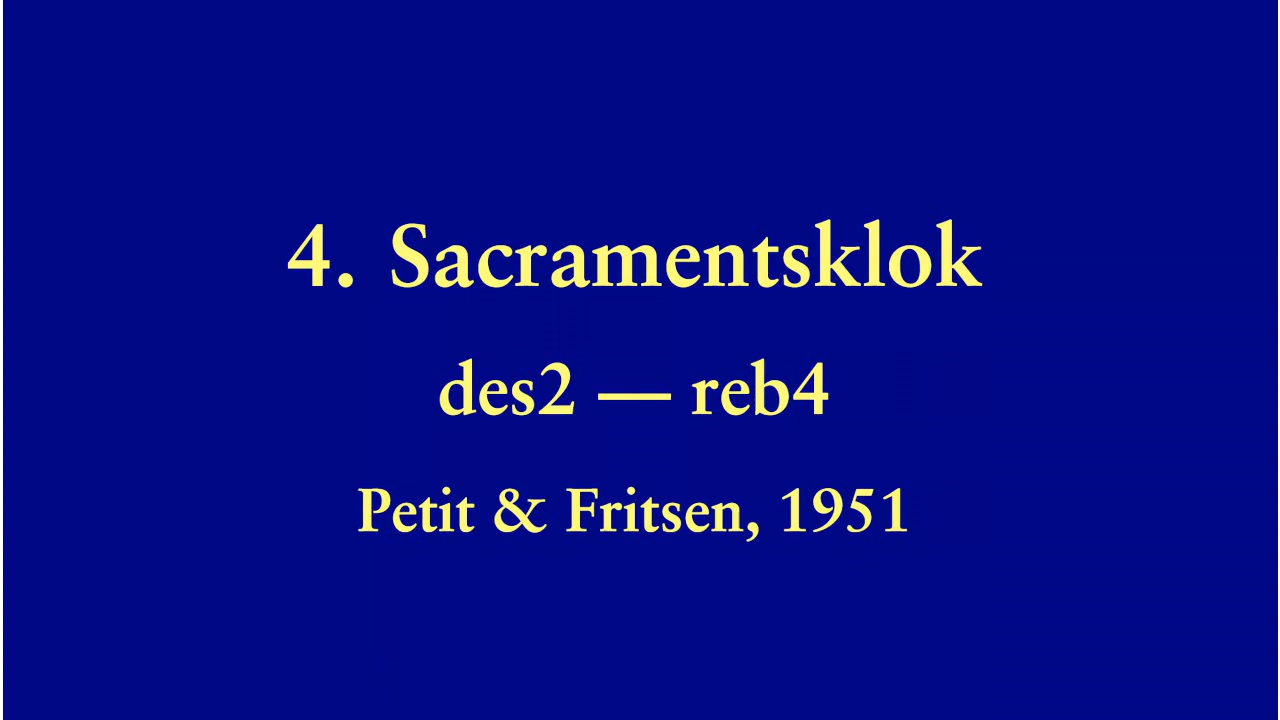 4. Sacramentsklok
des2 — reb4
Petit & Fritsen, 1951